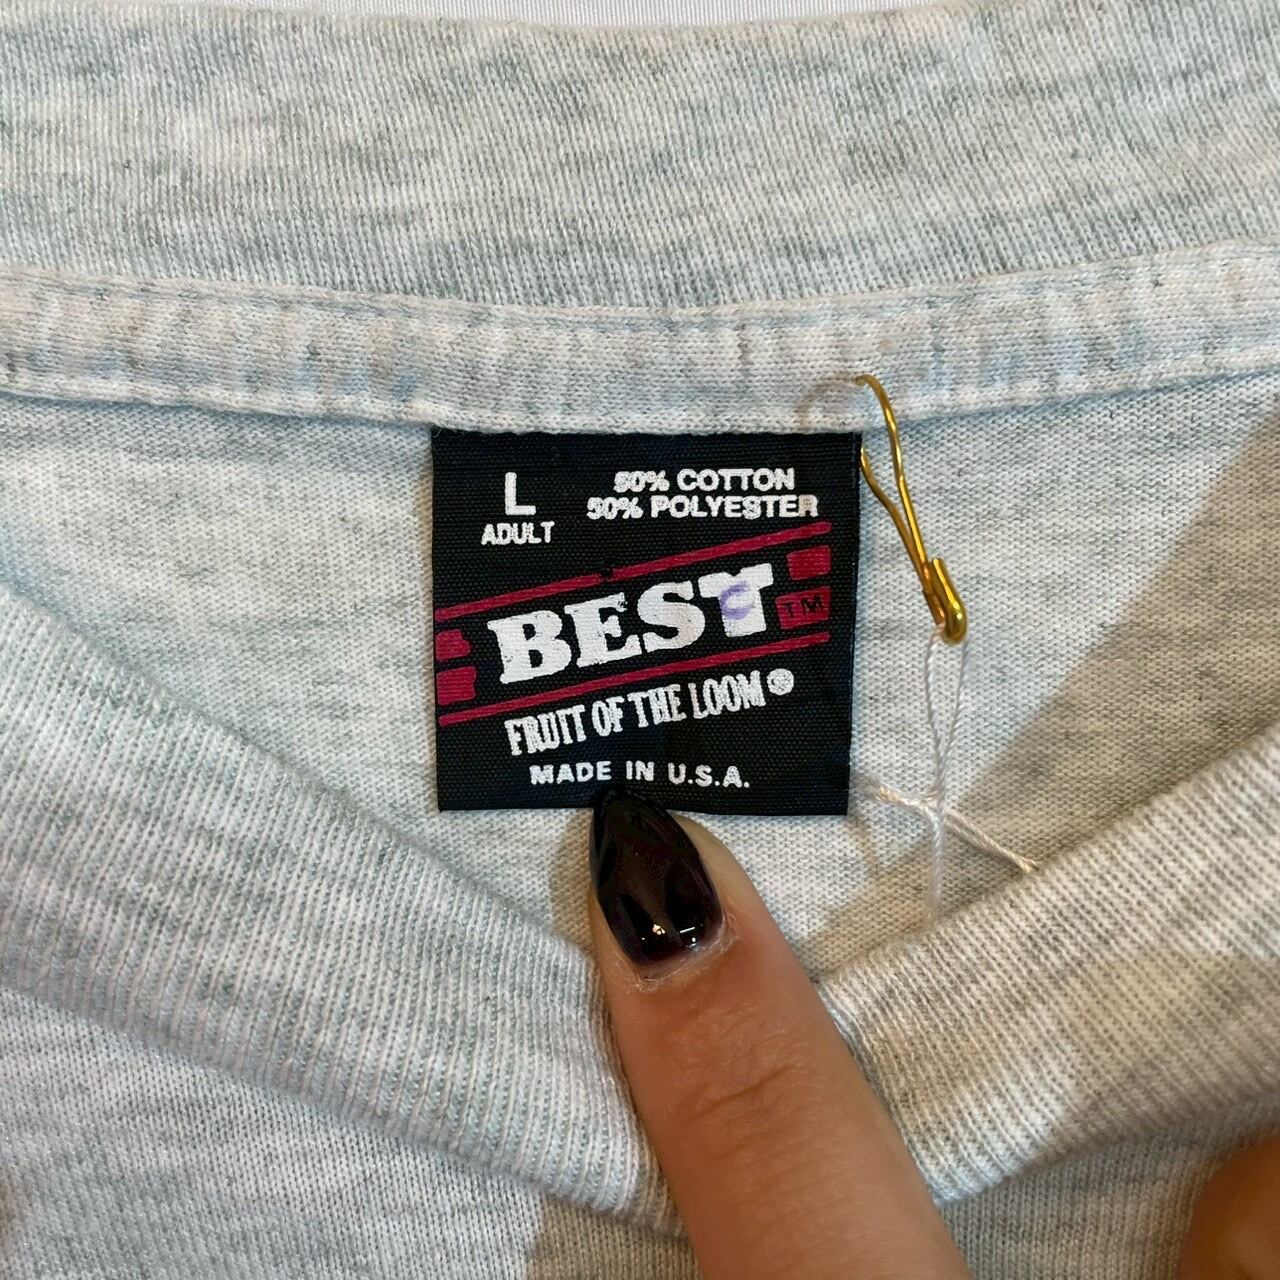 L
ADULT
50% COTTON
50% POLYESTER
BEST TM
FRUIT OF THE LOOM®
MADE IN U.S.A.